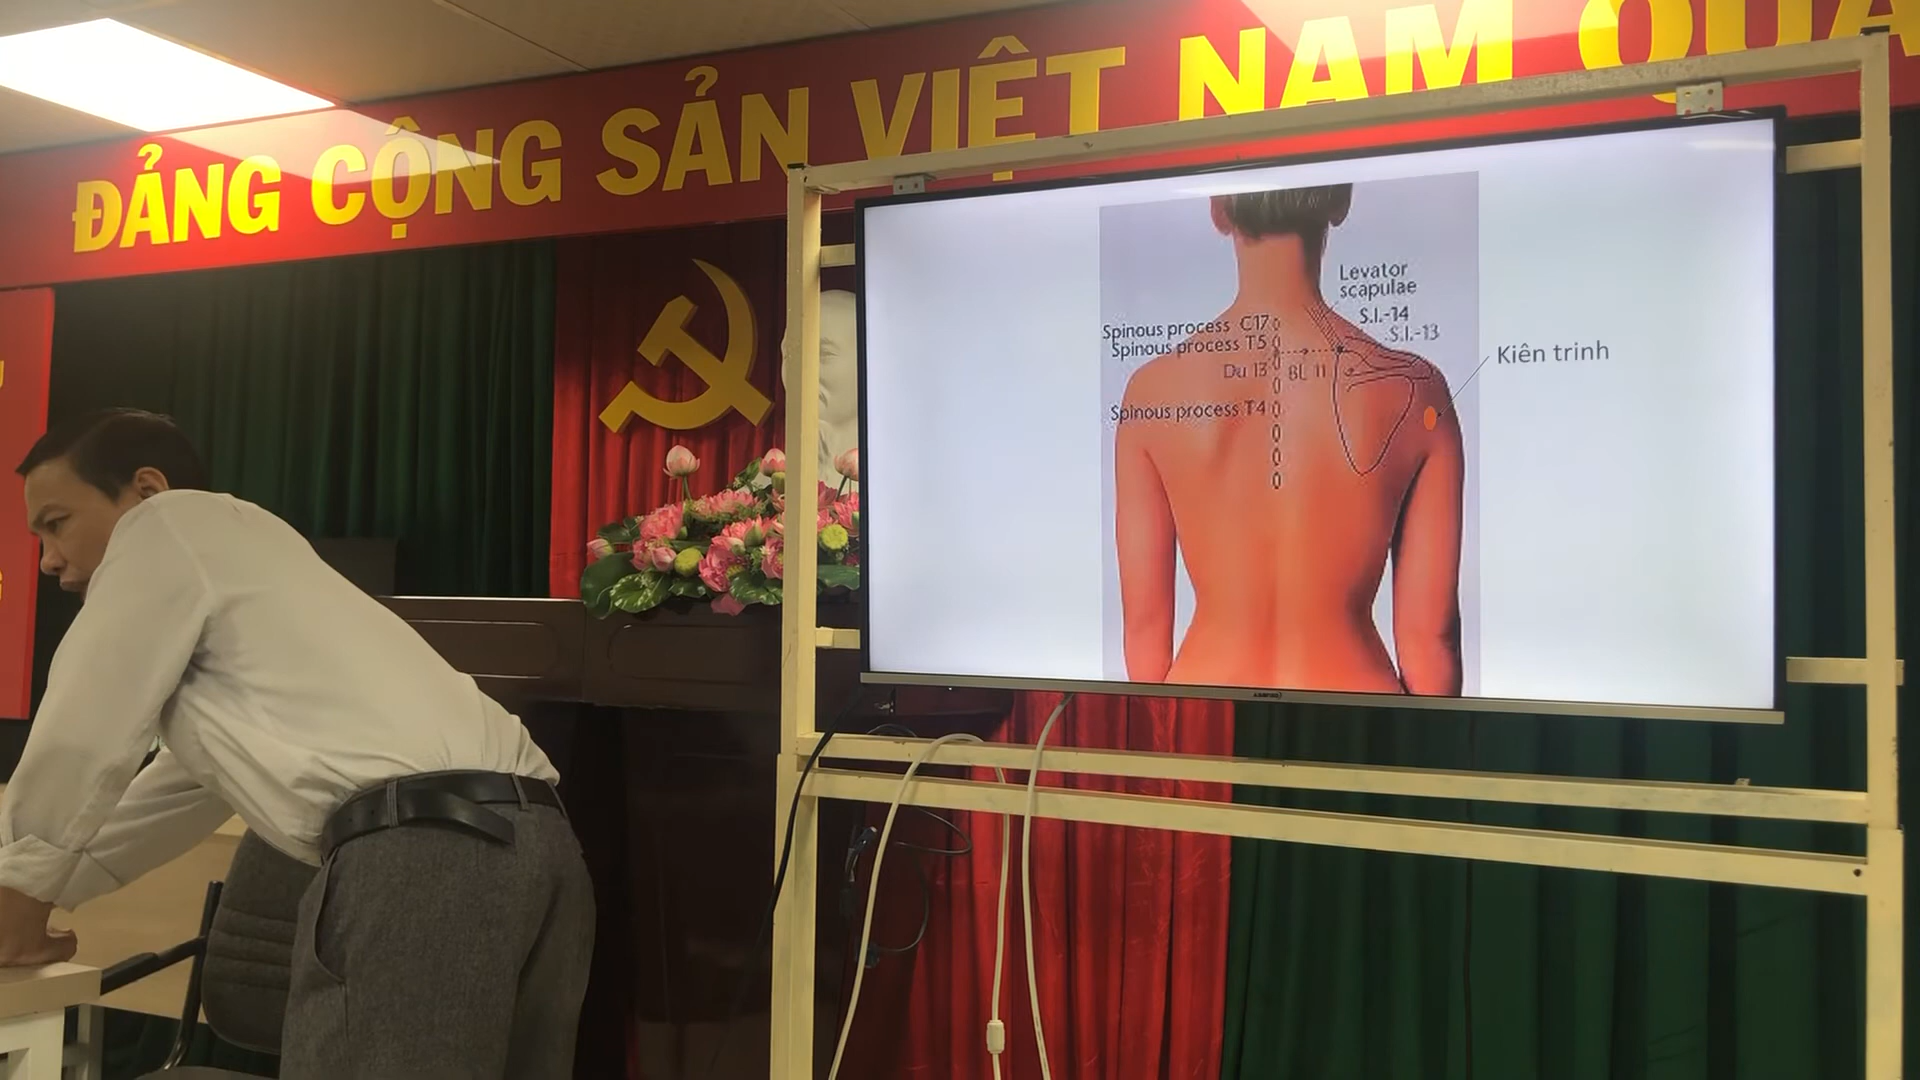 ĐẢNG CỘNG SẢN VIỆT NAM QUA
Levator
scapulae
S.I.-14
S.I.-13
Spinous process C17
Spinous process T5
Du 13
BL 11
Spinous process T4
Kiên trinh